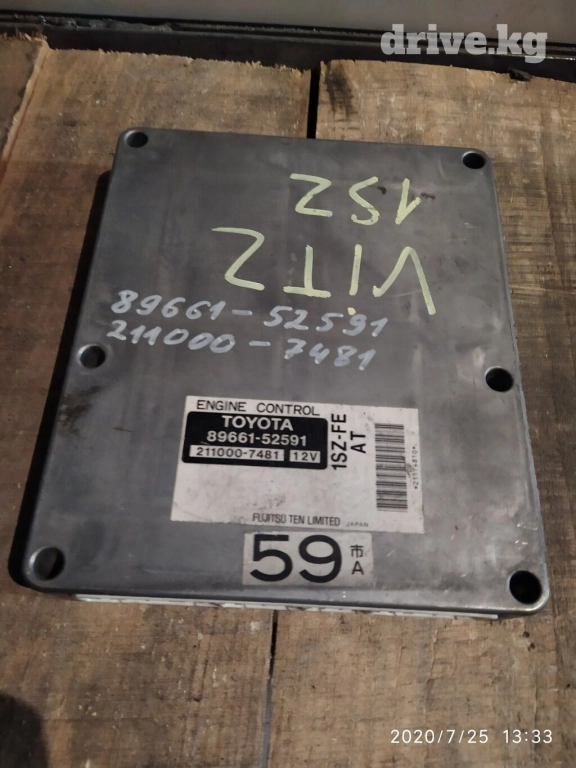 drive.kg
1SZ
VITZ
89661-52591
211000-7481
ENGINE CONTROL
TOYOTA
89661-52591
211000-7481 12V
1SZ-FE
AT
FUJITSU TEN LIMITED JAPAN
59 市A
2020/7/25 13:33